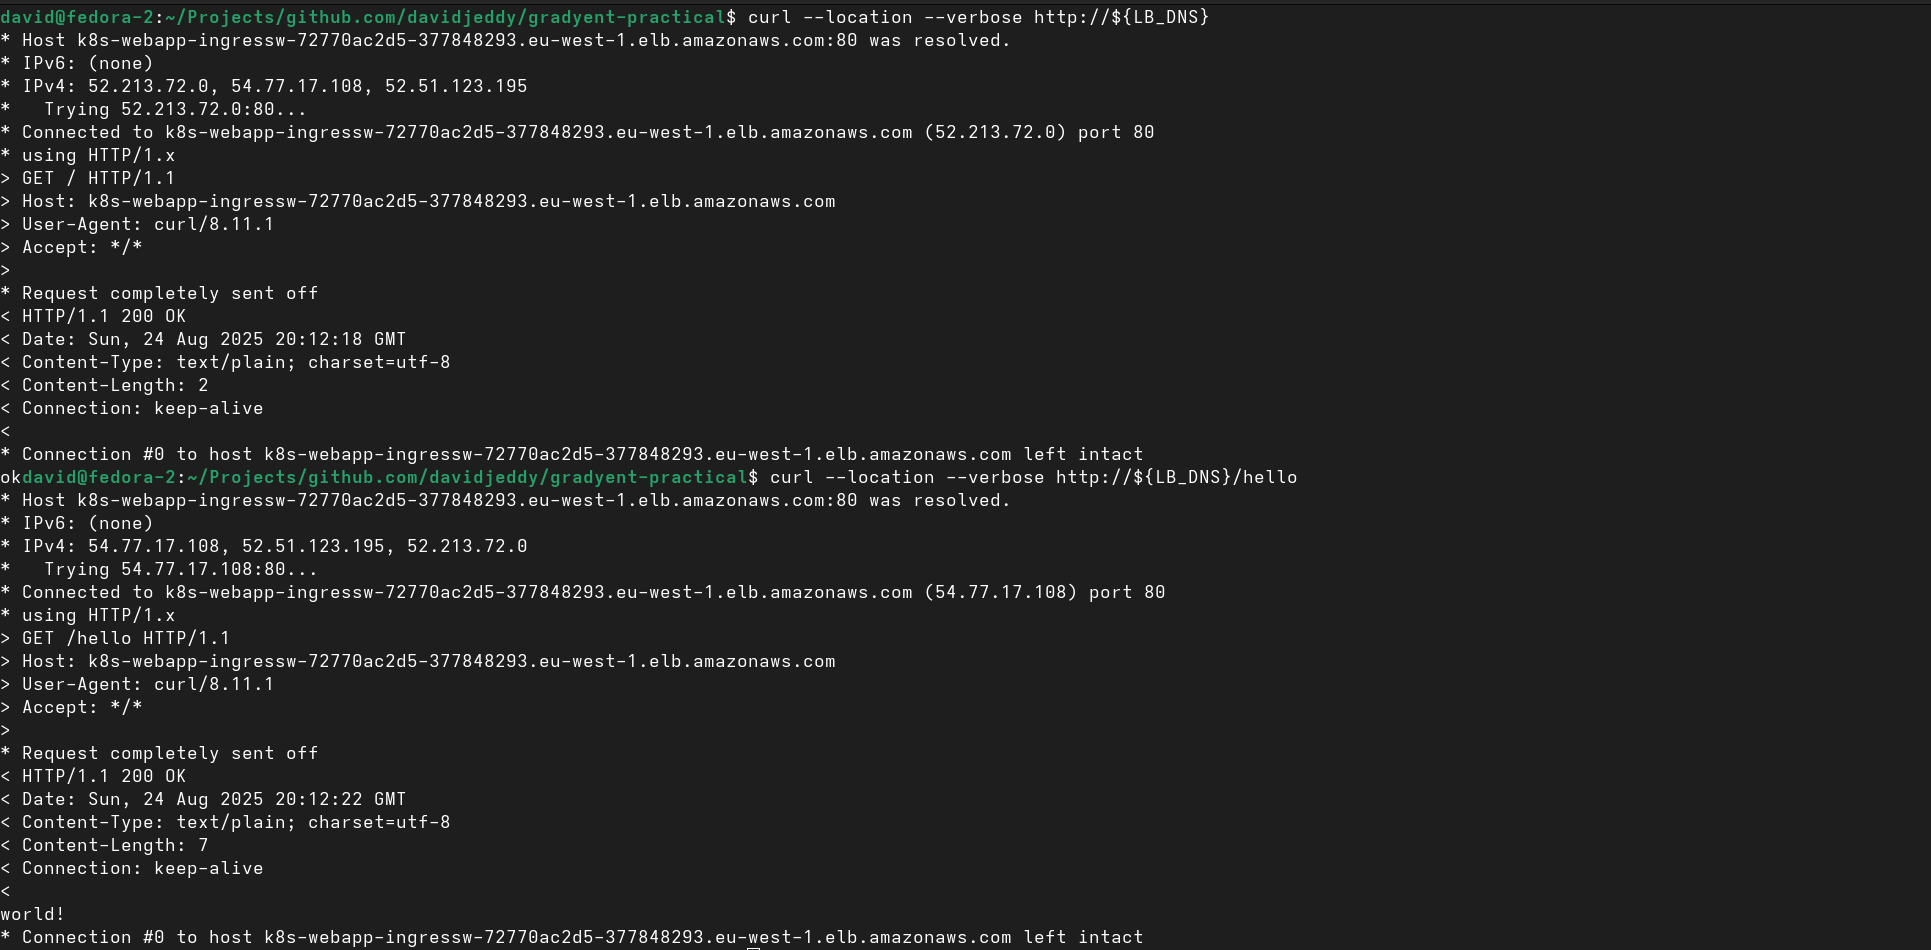 david@fedora-2:~/Projects/github.com/davidjeddy/gradyent-practical$ curl --location --verbose http://${LB_DNS}
* Host k8s-webapp-ingressw-72770ac2d5-377848293.eu-west-1.elb.amazonaws.com:80 was resolved.
* IPv6: (none)
* IPv4: 52.213.72.0, 54.77.17.108, 52.51.123.195
*   Trying 52.213.72.0:80...
* Connected to k8s-webapp-ingressw-72770ac2d5-377848293.eu-west-1.elb.amazonaws.com (52.213.72.0) port 80
* using HTTP/1.x
> GET / HTTP/1.1
> Host: k8s-webapp-ingressw-72770ac2d5-377848293.eu-west-1.elb.amazonaws.com
> User-Agent: curl/8.11.1
> Accept: */*
>
* Request completely sent off
< HTTP/1.1 200 OK
< Date: Sun, 24 Aug 2025 20:12:18 GMT
< Content-Type: text/plain; charset=utf-8
< Content-Length: 2
< Connection: keep-alive
<
* Connection #0 to host k8s-webapp-ingressw-72770ac2d5-377848293.eu-west-1.elb.amazonaws.com left intact
okdavid@fedora-2:~/Projects/github.com/davidjeddy/gradyent-practical$ curl --location --verbose http://${LB_DNS}/hello
* Host k8s-webapp-ingressw-72770ac2d5-377848293.eu-west-1.elb.amazonaws.com:80 was resolved.
* IPv6: (none)
* IPv4: 54.77.17.108, 52.51.123.195, 52.213.72.0
*   Trying 54.77.17.108:80...
* Connected to k8s-webapp-ingressw-72770ac2d5-377848293.eu-west-1.elb.amazonaws.com (54.77.17.108) port 80
* using HTTP/1.x
> GET /hello HTTP/1.1
> Host: k8s-webapp-ingressw-72770ac2d5-377848293.eu-west-1.elb.amazonaws.com
> User-Agent: curl/8.11.1
> Accept: */*
>
* Request completely sent off
< HTTP/1.1 200 OK
< Date: Sun, 24 Aug 2025 20:12:22 GMT
< Content-Type: text/plain; charset=utf-8
< Content-Length: 7
< Connection: keep-alive
<
world!
* Connection #0 to host k8s-webapp-ingressw-72770ac2d5-377848293.eu-west-1.elb.amazonaws.com left intact